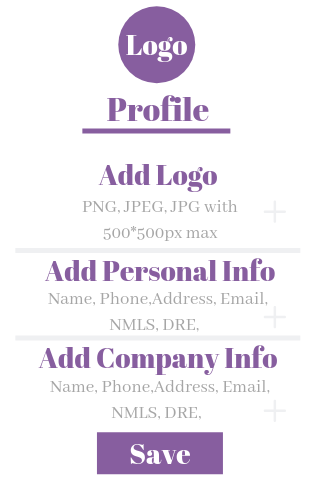 Logo
Profile
Add Logo
PNG, JPEG, JPG with
500*500px max
Add Personal Info
Name, Phone,Address, Email,
NMLS, DRE,
Add Company Info
Name, Phone,Address, Email,
NMLS, DRE,
Save